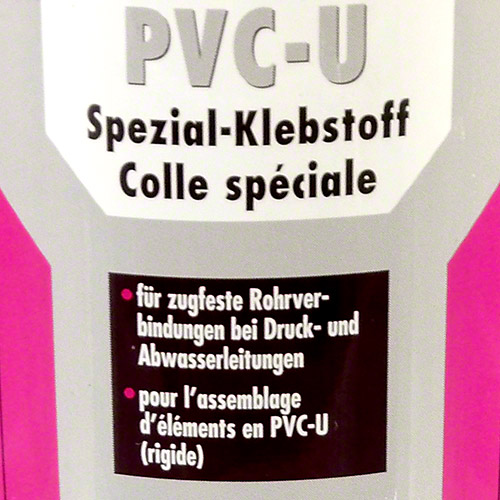 PVC-U
Spezial-Klebstoff
Colle spéciale
• für zugfeste Rohrver-
bindungen bei Druck- und
Abwasserleitungen
• pour l'assemblage
d'éléments en PVC-U
(rigide)